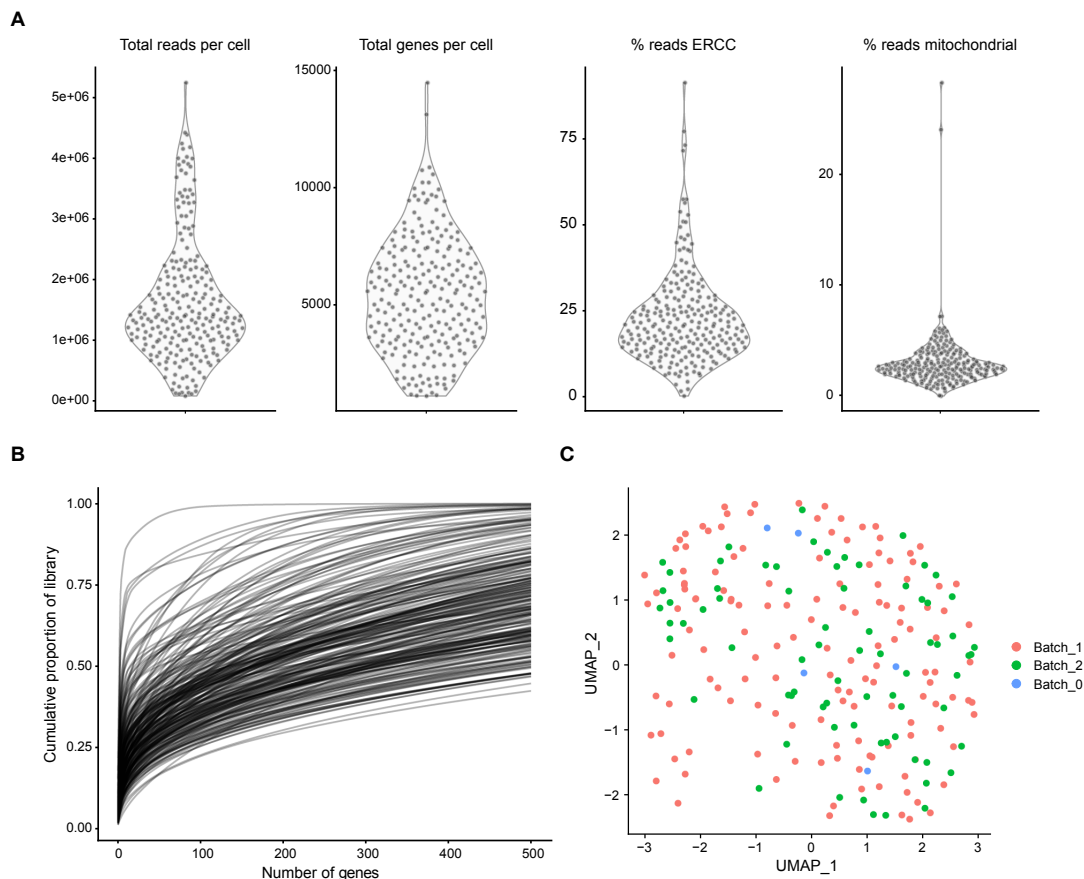 A
Total reads per cell
Total genes per cell
% reads ERCC
% reads mitochondrial
5e+06
4e+06
3e+06
2e+06
1e+06
0e+00
15000
10000
5000
75
50
25
0
20
10
0
B
Cumulative proportion of library
1.00
0.75
0.50
0.25
0.00
0 100 200 300 400 500
Number of genes
C
UMAP_2
2
1
0
−1
−2
−3 −2 −1 0 1 2 3
UMAP_1
Batch_1
Batch_2
Batch_0